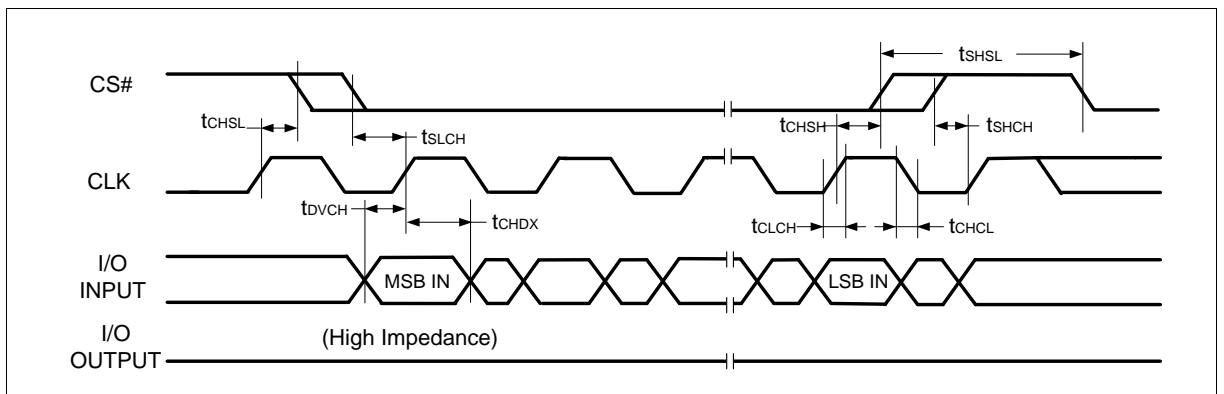 tSHSL
CS#
tCHSL
tSLCH
tCHSH
tSHCH
CLK
tDVCH
tCHDX
tCLCH
tCHCL
I/O
INPUT
MSB IN
LSB IN
I/O
OUTPUT
(High Impedance)